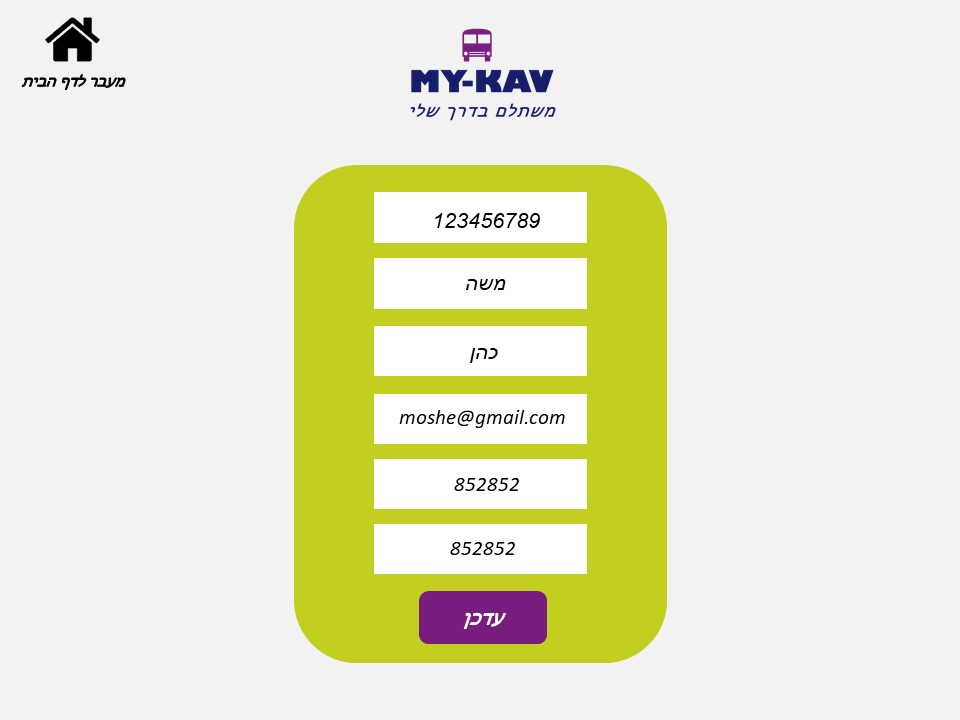 מעבר לדף הבית
MY-KAV
משתלם בדרך שלי
123456789
משה
כהן
moshe@gmail.com
852852
852852
עדכן